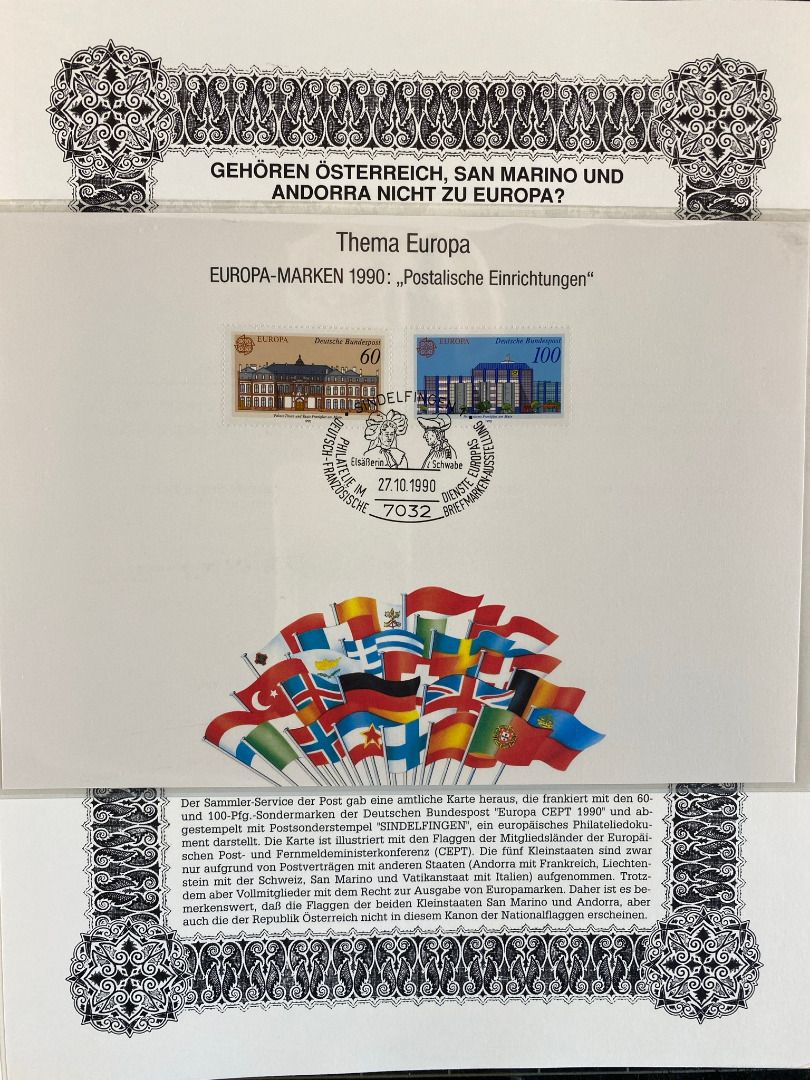 GEHÖREN ÖSTERREICH, SAN MARINO UND
ANDORRA NICHT ZU EUROPA?
Thema Europa
EUROPA-MARKEN 1990: „Postalische Einrichtungen“
EUROPA Deutsche Bundespost
60
EUROPA Deutsche Bundespost
100
SINDELFINGEN
Elsäßerin Schwabe
PHILATELIE IM DIENSTE EUROPAS
DEUTSCH-FRANZÖSISCHE BRIEFMARKEN-AUSSTELLUNG
27.10.1990
7032
Der Sammler-Service der Post gab eine amtliche Karte heraus, die frankiert mit den 60-
und 100-Pfg.-Sondermarken der Deutschen Bundespost "Europa CEPT 1990" und ab-
gestempelt mit Postsonderstempel "SINDELFINGEN", ein europäisches Philateliedoku-
ment darstellt. Die Karte ist illustriert mit den Flaggen der Mitgliedsländer der Europäi-
schen Post- und Fernmeldeministerkonferenz (CEPT). Die fünf Kleinstaaten sind zwar
nur aufgrund von Postverträgen mit anderen Staaten (Andorra mit Frankreich, Liechten-
stein mit der Schweiz, San Marino und Vatikanstaat mit Italien) aufgenommen. Trotz-
dem aber Vollmitglieder mit dem Recht zur Ausgabe von Europamarken. Daher ist es be-
merkenswert, daß die Flaggen der beiden Kleinstaaten San Marino und Andorra, aber
auch die der Republik Österreich nicht in diesem Kanon der Nationalflaggen erscheinen.